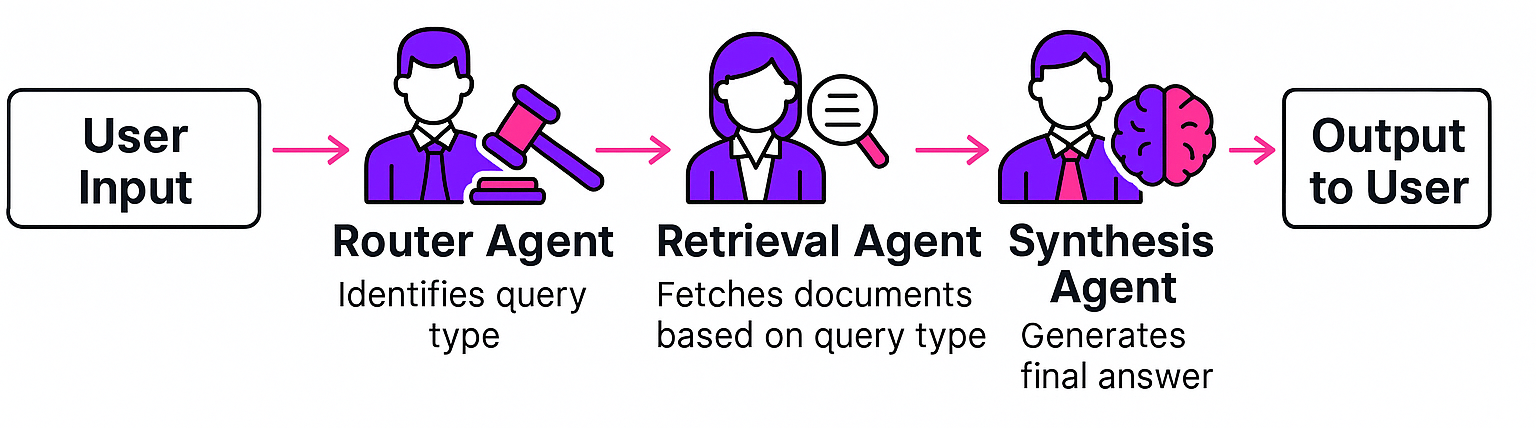 User
Input
Router Agent
Identifies query
type
Retrieval Agent
Fetches documents
based on query type
Synthesis
Agent
Generates
final answer
Output
to User